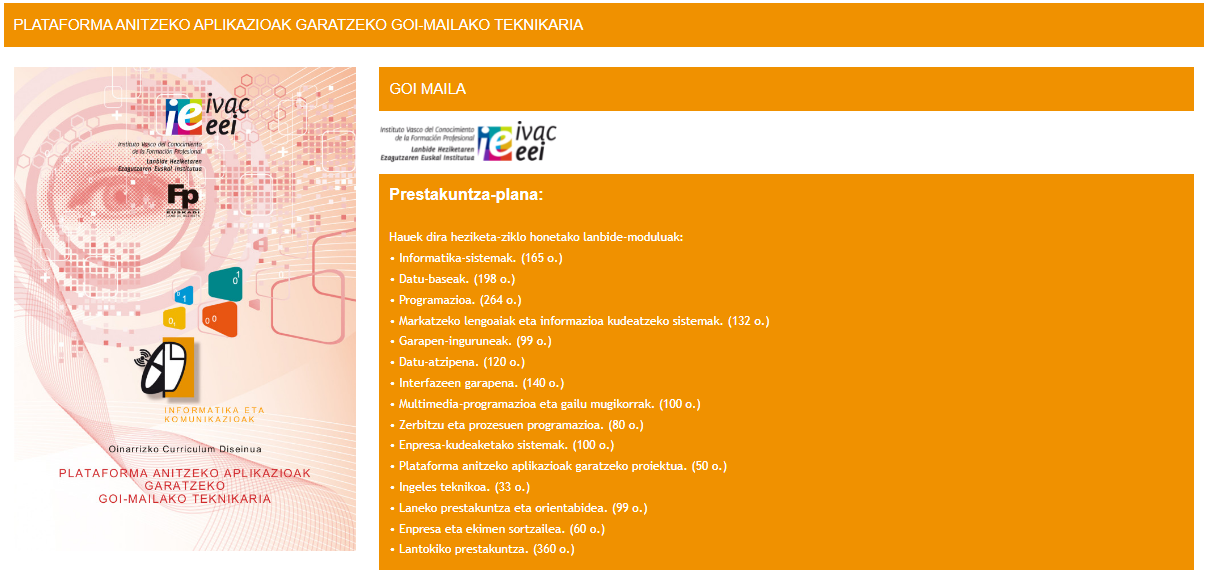 PLATAFORMA ANITZEKO APLIKAZIOAK GARATZEKO GOI-MAILAKO TEKNIKARIA
ivac
eei
Instituto Vasco del Conocimiento
de la Formación Profesional
Lanbide Heziketaren
Ezagutzaren Euskal Institutua
Fp
EUSKADI
INFORMATIKA ETA
KOMUNIKAZIOAK
Oinarrizko Curriculum Diseinua
PLATAFORMA ANITZEKO APLIKAZIOAK
GARATZEKO
GOI-MAILAKO TEKNIKARIA
GOI MAILA
Instituto Vasco del Conocimiento
de la Formación Profesional
Lanbide Heziketaren
Ezagutzaren Euskal Institutua
ivac
eei
Prestakuntza-plana:
Hauek dira heziketa-ziklo honetako lanbide-moduluak:
• Informatika-sistemak. (165 o.)
• Datu-baseak. (198 o.)
• Programazioa. (264 o.)
• Markatzeko lengoaiak eta informazioa kudeatzeko sistemak. (132 o.)
• Garapen-inguruneak. (99 o.)
• Datu-atzipena. (120 o.)
• Interfazeen garapena. (140 o.)
• Multimedia-programazioa eta gailu mugikorrak. (100 o.)
• Zerbitzu eta prozesuen programazioa. (80 o.)
• Enpresa-kudeaketako sistemak. (100 o.)
• Plataforma anitzeko aplikazioak garatzeko proiektua. (50 o.)
• Ingeles teknikoa. (33 o.)
• Laneko prestakuntza eta orientabidea. (99 o.)
• Enpresa eta ekimen sortzailea. (60 o.)
• Lantokiko prestakuntza. (360 o.)